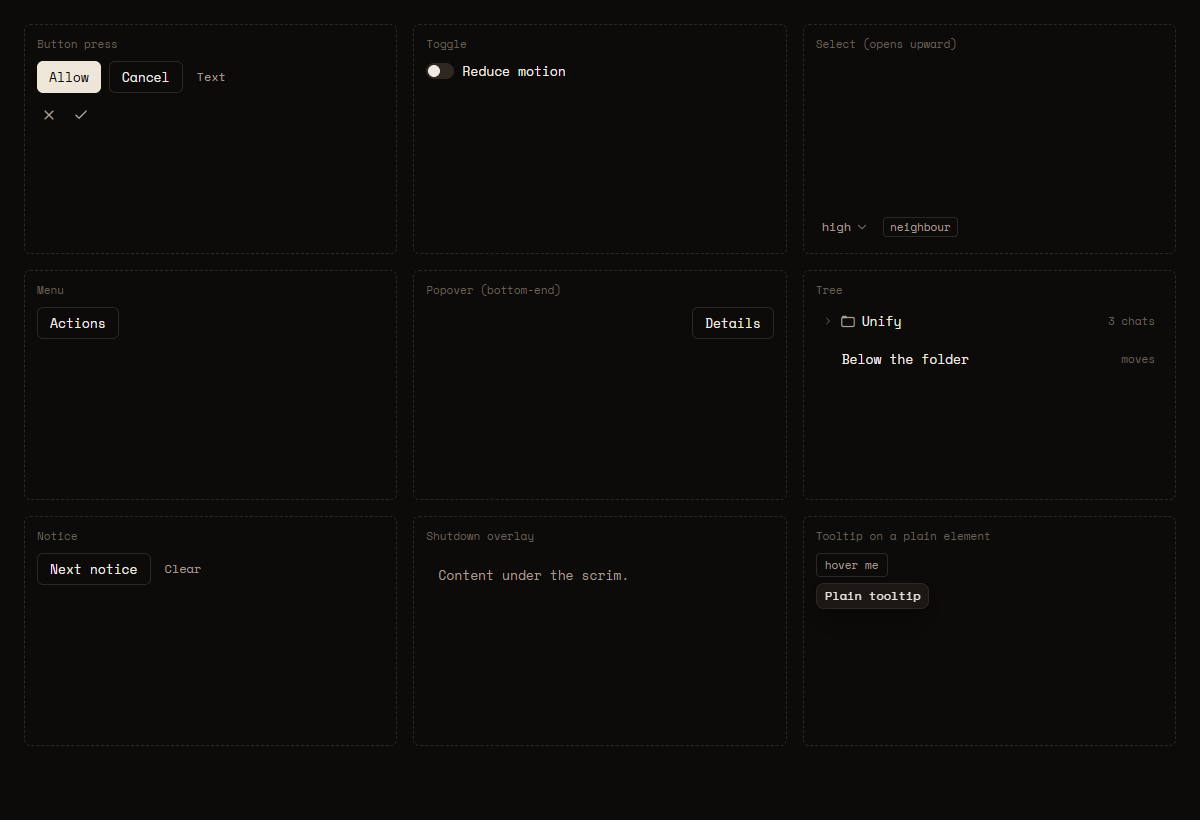 Button press
Allow
Cancel
Text
Toggle
Reduce motion
Select (opens upward)
high
neighbour
Menu
Actions
Popover (bottom-end)
Details
Tree
Unify
3 chats
Below the folder
moves
Notice
Next notice
Clear
Shutdown overlay
Content under the scrim.
Tooltip on a plain element
hover me
Plain tooltip